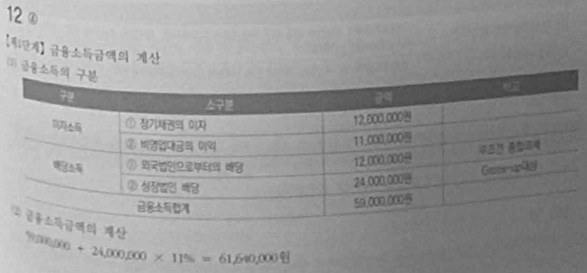 12 ④
【제1단계】 금융소득금액의 계산
(1) 금융소득의 구분
구분 소구분 금액 비고
이자소득 ① 장기채권의 이자 12,000,000원
② 비영업대금의 이익 11,000,000원
배당소득 ① 외국법인으로부터의 배당 12,000,000원 무조건 종합과세
② 상장법인 배당 24,000,000원 Gross-up대상
금융소득합계 59,000,000원
(2) 금융소득금액의 계산
59,000,000 + 24,000,000 × 11% = 61,640,000원